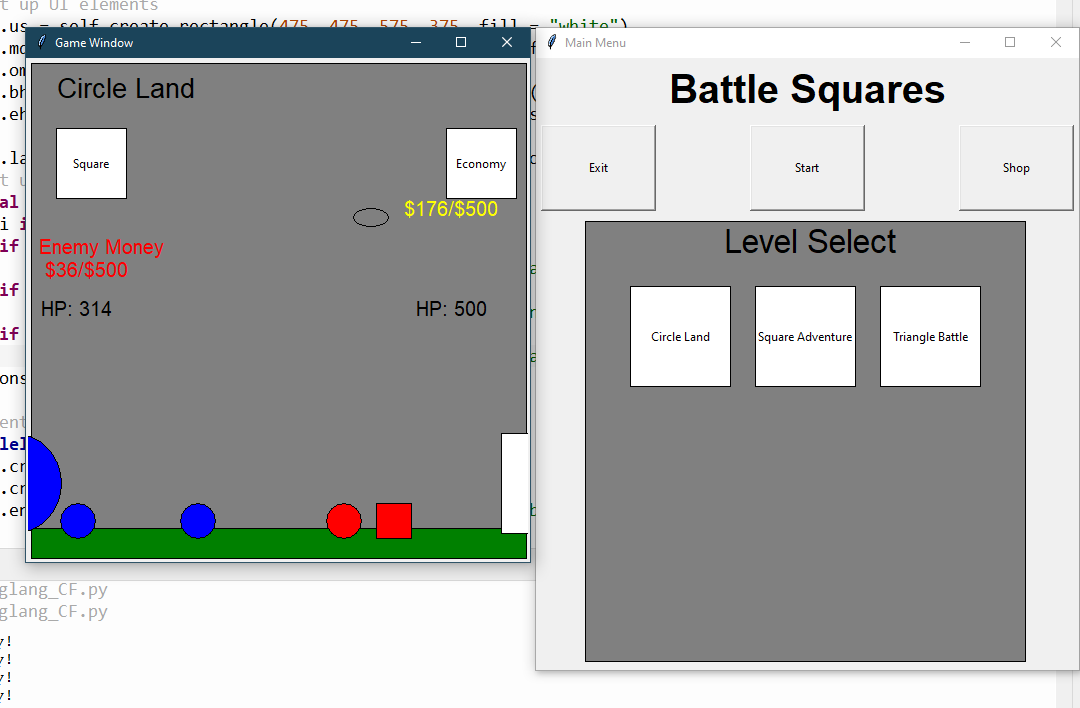 t up UI elements
.us = self.create_rectangle(475, 475, 575, 375, fill = "white")
Game Window
Circle Land
Square
Economy
$176/$500
Enemy Money
$36/$500
HP: 314
HP: 500
Main Menu
Battle Squares
Exit
Start
Shop
Level Select
Circle Land
Square Adventure
Triangle Battle
.mo
.om
.bh
.eh
.la
t u
al
i i
if
if
if
ons
ent
lel
.cr
.cr
.en
glang_CF.py
glang_CF.py
y!
y!
y!
y!